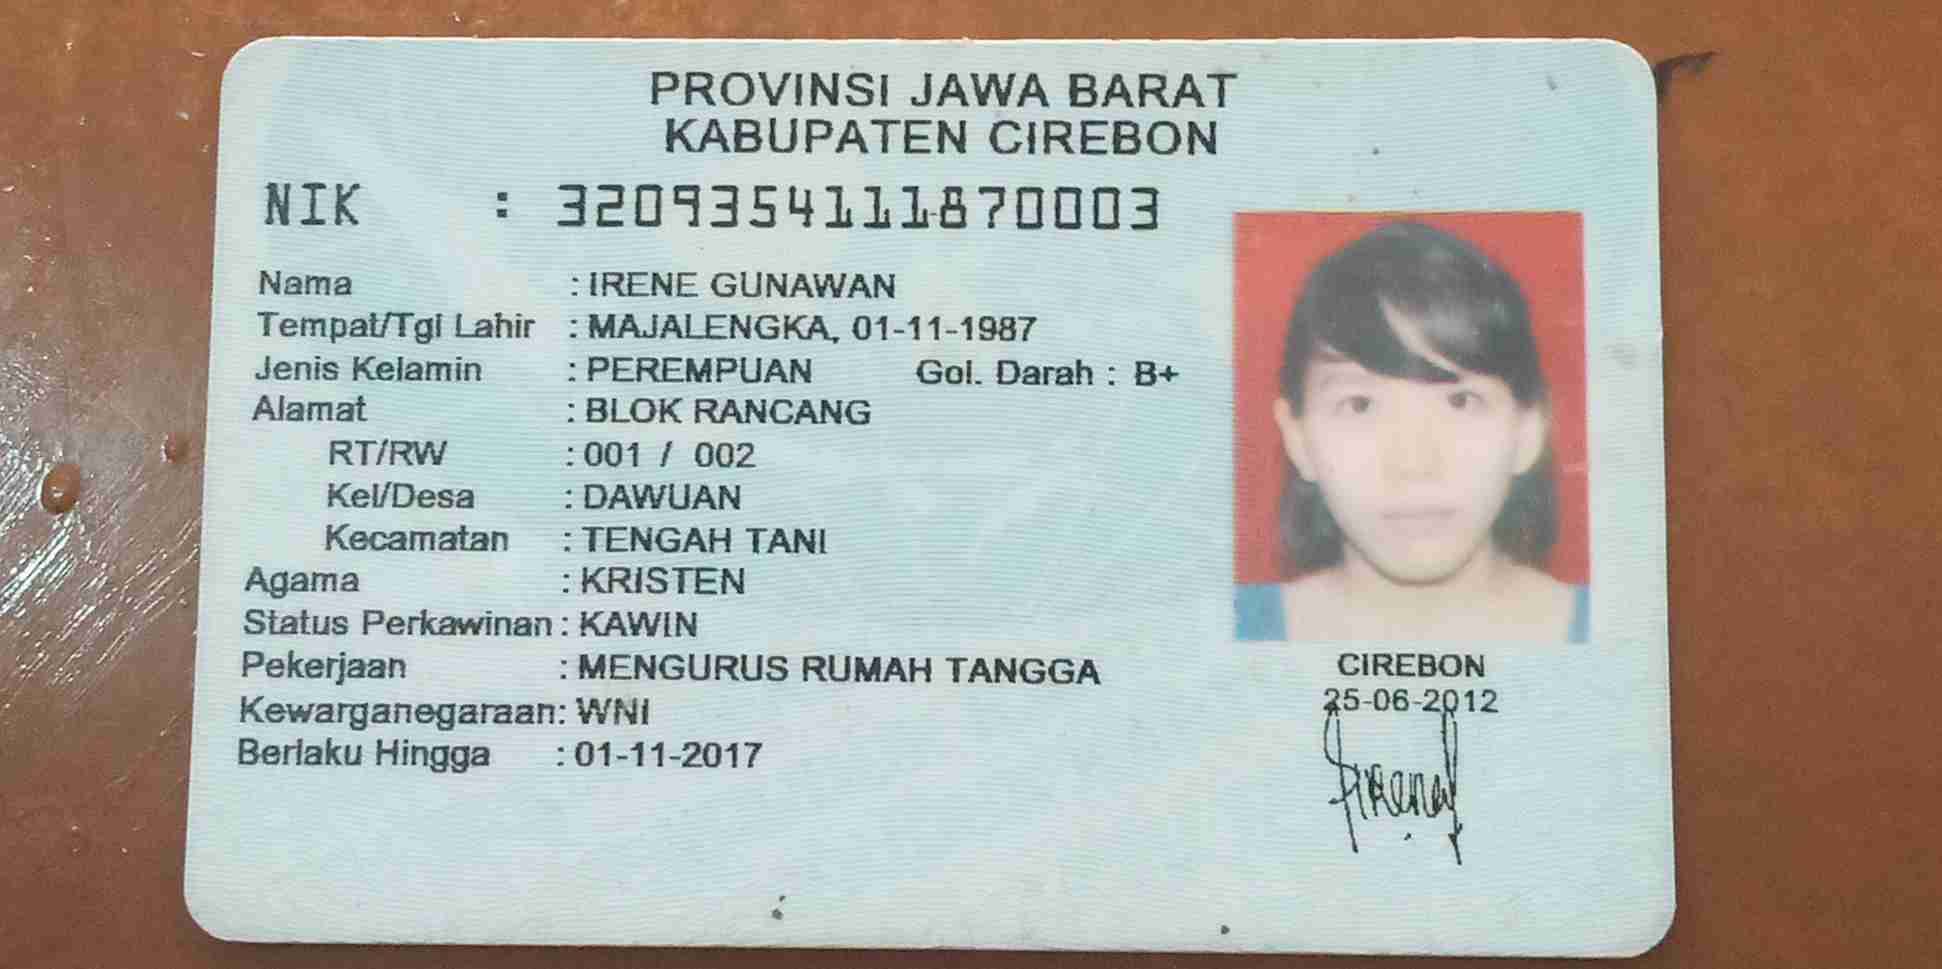 PROVINSI JAWA BARAT
KABUPATEN CIREBON
NIK : 3209354111870003
Nama : IRENE GUNAWAN
Tempat/Tgl Lahir : MAJALENGKA, 01-11-1987
Jenis Kelamin : PEREMPUAN Gol. Darah : B+
Alamat : BLOK RANCANG
RT/RW : 001 / 002
Kel/Desa : DAWUAN
Kecamatan : TENGAH TANI
Agama : KRISTEN
Status Perkawinan : KAWIN
Pekerjaan : MENGURUS RUMAH TANGGA
Kewarganegaraan : WNI
Berlaku Hingga : 01-11-2017
CIREBON
25-06-2012